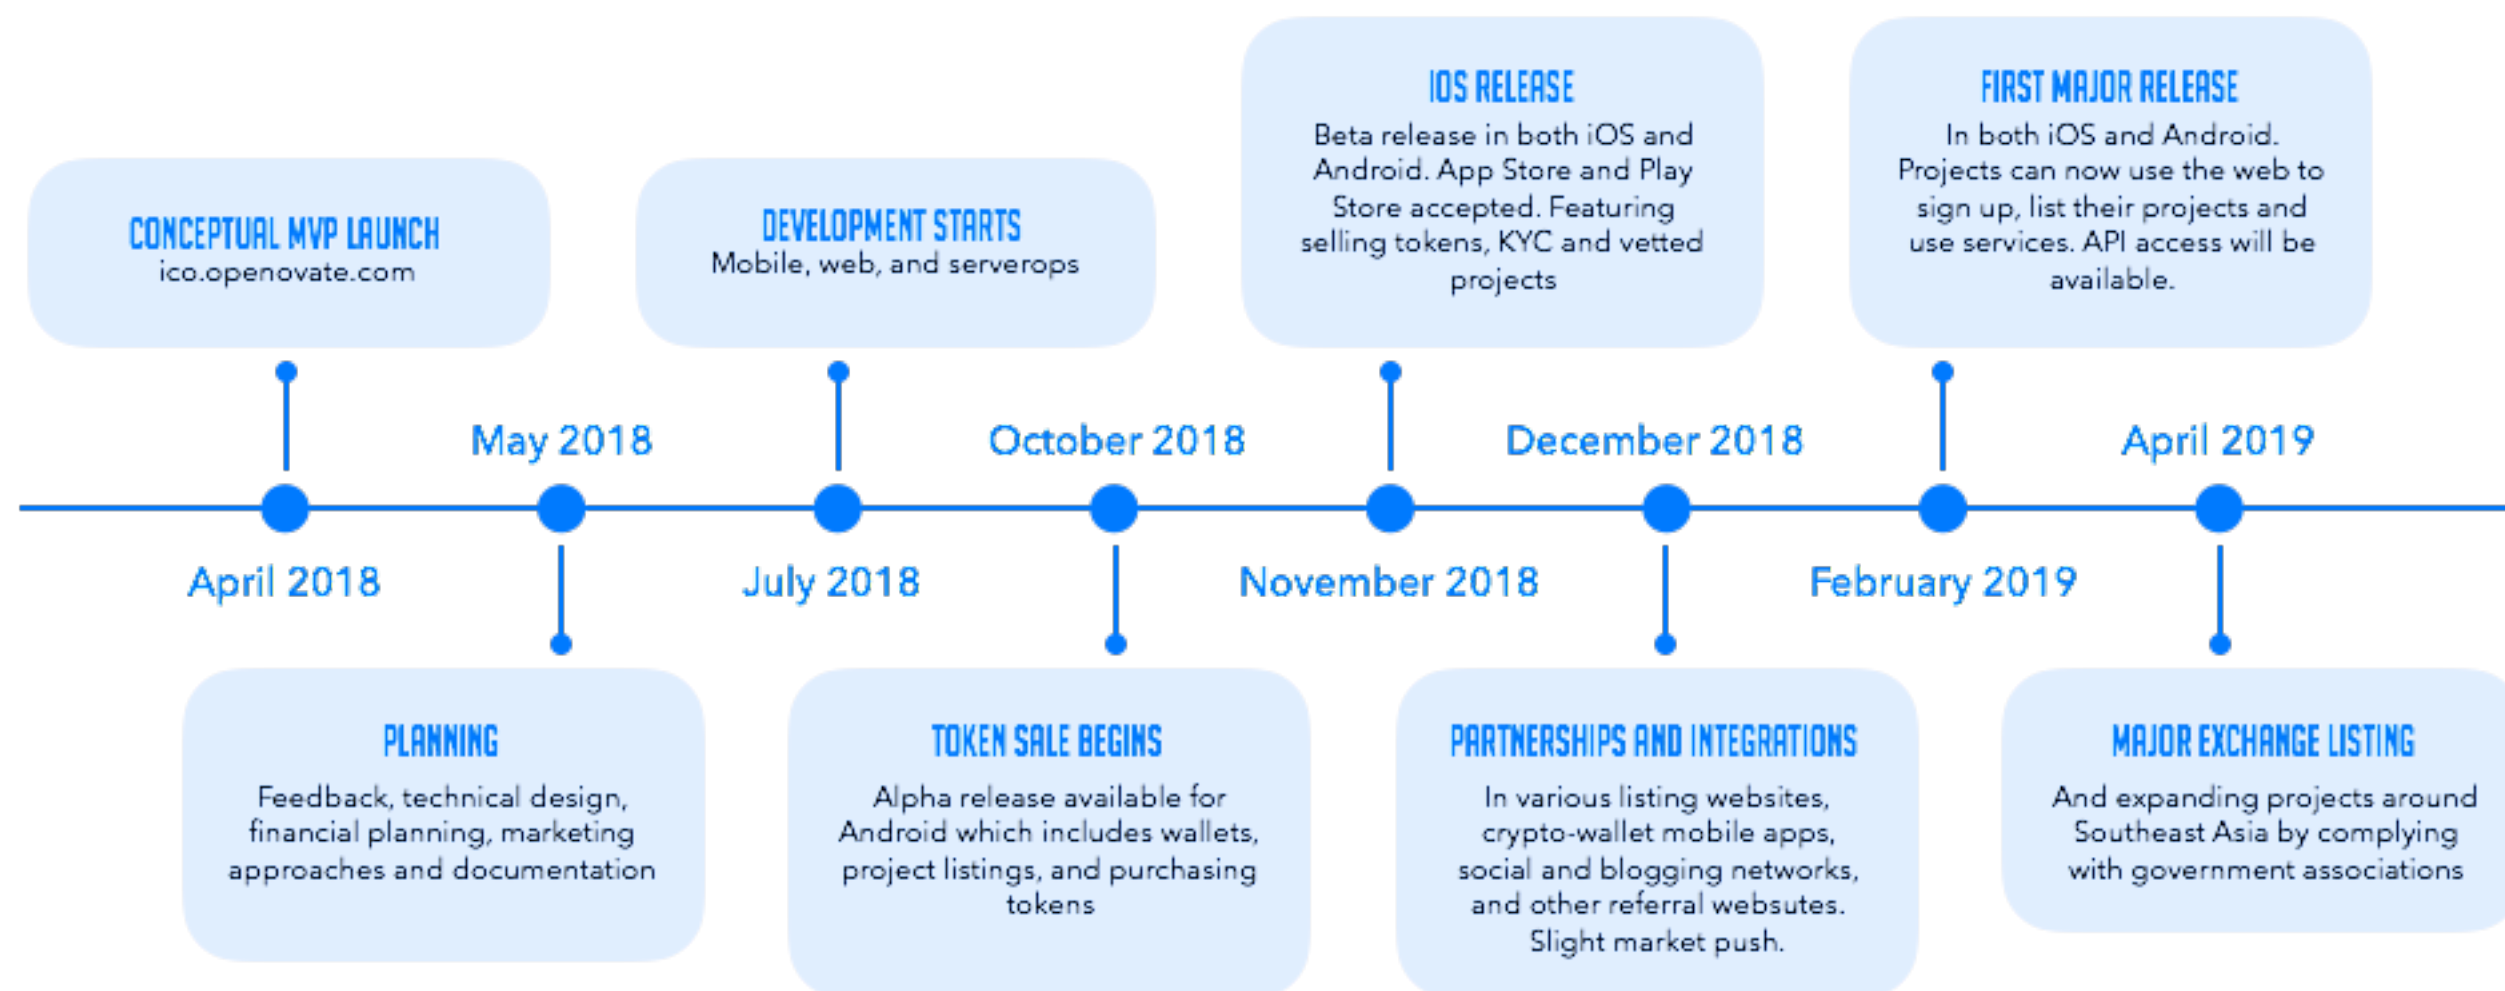 CONCEPTUAL MVP LAUNCH
ico.openovate.com
DEVELOPMENT STARTS
Mobile, web, and serverops
IOS RELEASE
Beta release in both iOS and
Android. App Store and Play
Store accepted. Featuring
selling tokens, KYC and vetted
projects
FIRST MAJOR RELEASE
In both iOS and Android.
Projects can now use the web to
sign up, list their projects and
use services. API access will be
available.
May 2018
October 2018
December 2018
April 2019
April 2018
July 2018
November 2018
February 2019
PLANNING
Feedback, technical design,
financial planning, marketing
approaches and documentation
TOKEN SALE BEGINS
Alpha release available for
Android which includes wallets,
project listings, and purchasing
tokens
PARTNERSHIPS AND INTEGRATIONS
In various listing websites,
crypto-wallet mobile apps,
social and blogging networks,
and other referral websutes.
Slight market push.
MAJOR EXCHANGE LISTING
And expanding projects around
Southeast Asia by complying
with government associations